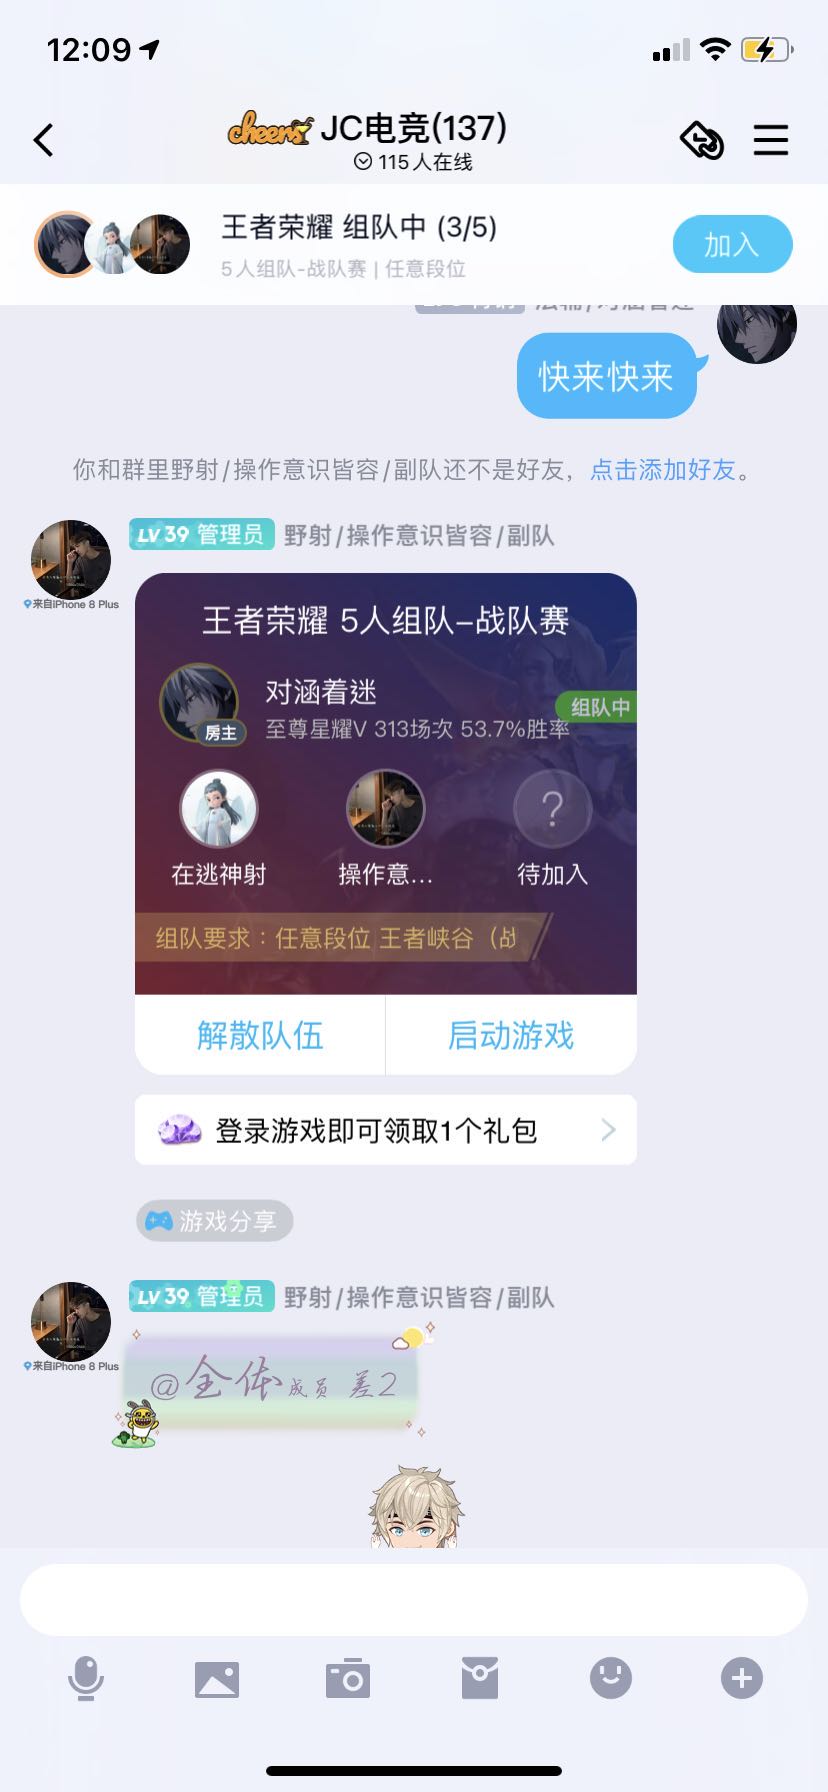 12:09
cheers JC电竞(137)
115人在线
王者荣耀 组队中 (3/5)
5人组队-战队赛 | 任意段位
加入
快来快来
你和群里野射/操作意识皆容/副队还不是好友，点击添加好友。
LV 39 管理员 野射/操作意识皆容/副队
来自iPhone 8 Plus
王者荣耀 5人组队-战队赛
对涵着迷
组队中
房主
至尊星耀V 313场次 53.7%胜率
?
在逃神射 操作意... 待加入
组队要求：任意段位 王者峡谷（战
解散队伍 启动游戏
登录游戏即可领取1个礼包
游戏分享
LV 39 管理员 野射/操作意识皆容/副队
来自iPhone 8 Plus
@全体成员 差2